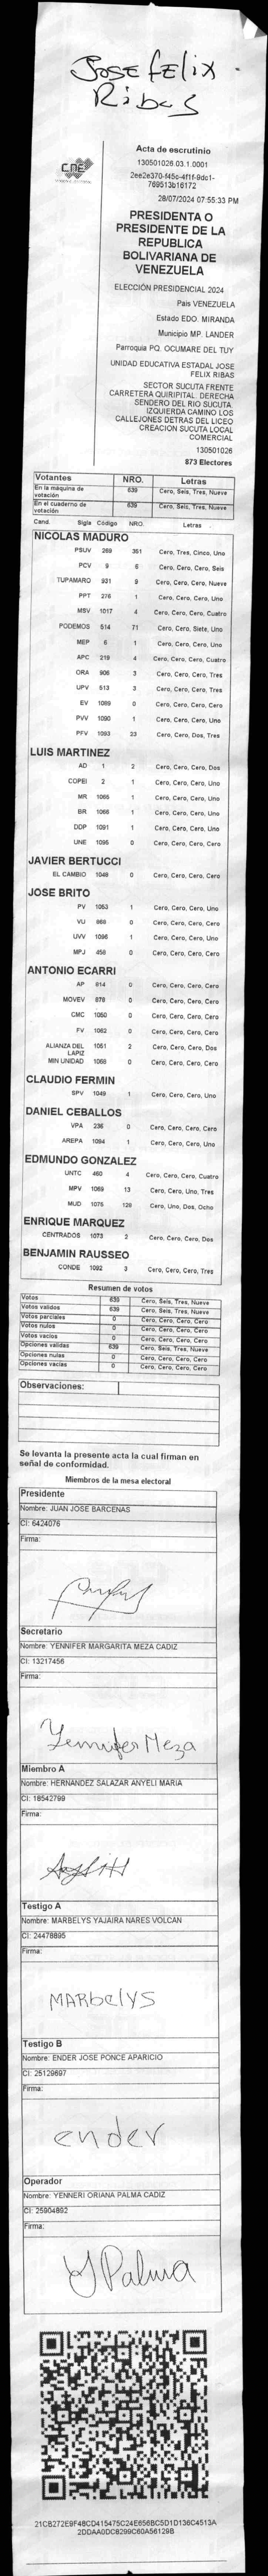 Jose felix
Ribas
Acta de escrutinio
130501026.03.1.0001
2ee2e370-f45c-4f1f-9dc1-
769513b16172
28/07/2024 07:55:33 PM
CNE
PRESIDENTA O
PRESIDENTE DE LA
REPUBLICA
BOLIVARIANA DE
VENEZUELA
ELECCIÓN PRESIDENCIAL 2024
Pais VENEZUELA
Estado EDO. MIRANDA
Municipio MP. LANDER
Parroquia PQ. OCUMARE DEL TUY
UNIDAD EDUCATIVA ESTADAL JOSE
FELIX RIBAS
SECTOR SUCUTA FRENTE
CARRETERA QUIRIPITAL. DERECHA
SENDERO DEL RIO SUCUTA.
IZQUIERDA CAMINO LOS
CALLEJONES DETRAS DEL LICEO
CREACION SUCUTA LOCAL
COMERCIAL
130501026
873 Electores
Votantes NRO. Letras
En la máquina de votación 639 Cero, Seis, Tres, Nueve
En el cuaderno de votación 639 Cero, Seis, Tres, Nueve
Cand. Sigla Código NRO. Letras
NICOLAS MADURO
PSUV 269 351 Cero, Tres, Cinco, Uno
PCV 9 6 Cero, Cero, Cero, Seis
TUPAMARO 931 9 Cero, Cero, Cero, Nueve
PPT 276 1 Cero, Cero, Cero, Uno
MSV 1017 4 Cero, Cero, Cero, Cuatro
PODEMOS 514 71 Cero, Cero, Siete, Uno
MEP 6 1 Cero, Cero, Cero, Uno
APC 219 4 Cero, Cero, Cero, Cuatro
ORA 906 3 Cero, Cero, Cero, Tres
UPV 513 3 Cero, Cero, Cero, Tres
EV 1089 0 Cero, Cero, Cero, Cero
PVV 1090 1 Cero, Cero, Cero, Uno
PFV 1093 23 Cero, Cero, Dos, Tres
LUIS MARTINEZ
AD 1 2 Cero, Cero, Cero, Dos
COPEI 2 1 Cero, Cero, Cero, Uno
MR 1065 1 Cero, Cero, Cero, Uno
BR 1066 1 Cero, Cero, Cero, Uno
DDP 1091 1 Cero, Cero, Cero, Uno
UNE 1095 0 Cero, Cero, Cero, Cero
JAVIER BERTUCCI
EL CAMBIO 1048 0 Cero, Cero, Cero, Cero
JOSE BRITO
PV 1053 1 Cero, Cero, Cero, Uno
VU 868 0 Cero, Cero, Cero, Cero
UVV 1096 1 Cero, Cero, Cero, Uno
MPJ 458 0 Cero, Cero, Cero, Cero
ANTONIO ECARRI
AP 814 0 Cero, Cero, Cero, Cero
MOVEV 878 0 Cero, Cero, Cero, Cero
CMC 1050 0 Cero, Cero, Cero, Cero
FV 1062 0 Cero, Cero, Cero, Cero
ALIANZA DEL LAPIZ 1051 2 Cero, Cero, Cero, Dos
MIN UNIDAD 1068 0 Cero, Cero, Cero, Cero
CLAUDIO FERMIN
SPV 1049 1 Cero, Cero, Cero, Uno
DANIEL CEBALLOS
VPA 236 0 Cero, Cero, Cero, Cero
AREPA 1094 1 Cero, Cero, Cero, Uno
EDMUNDO GONZALEZ
UNTC 460 4 Cero, Cero, Cero, Cuatro
MPV 1069 13 Cero, Cero, Uno, Tres
MUD 1075 128 Cero, Uno, Dos, Ocho
ENRIQUE MARQUEZ
CENTRADOS 1073 2 Cero, Cero, Cero, Dos
BENJAMIN RAUSSEO
CONDE 1092 3 Cero, Cero, Cero, Tres
Resumen de votos
Votos 639 Cero, Seis, Tres, Nueve
Votos validos 639 Cero, Seis, Tres, Nueve
Votos parciales 0 Cero, Cero, Cero, Cero
Votos nulos 0 Cero, Cero, Cero, Cero
Votos vacios 0 Cero, Cero, Cero, Cero
Opciones validas 639 Cero, Seis, Tres, Nueve
Opciones nulas 0 Cero, Cero, Cero, Cero
Opciones vacias 0 Cero, Cero, Cero, Cero
Observaciones:
Se levanta la presente acta la cual firman en
señal de conformidad.
Miembros de la mesa electoral
Presidente
Nombre: JUAN JOSE BARCENAS
CI: 6424076
Firma:
Secretario
Nombre: YENNIFER MARGARITA MEZA CADIZ
CI: 13217456
Firma:
Yennifer Meza
Miembro A
Nombre: HERNANDEZ SALAZAR ANYELI MARIA
CI: 18542799
Firma:
Testigo A
Nombre: MARBELYS YAJAIRA NARES VOLCAN
CI: 24478895
Firma:
MARbelYS
Testigo B
Nombre: ENDER JOSE PONCE APARICIO
CI: 25129697
Firma:
ender
Operador
Nombre: YENNERI ORIANA PALMA CADIZ
CI: 25904892
Firma:
YPalma
21CB272E9F48CD415475C24E656BC5D1D136C4513A
2DDAA0DC8299C60A56129B